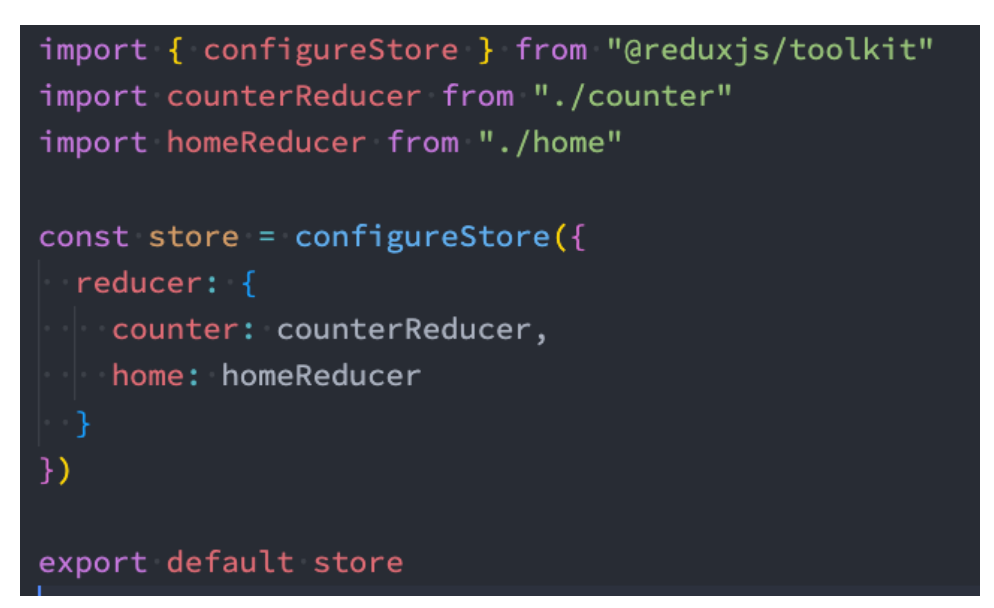 import { configureStore } from "@reduxjs/toolkit"
import counterReducer from "./counter"
import homeReducer from "./home"

const store = configureStore({
  reducer: {
    counter: counterReducer,
    home: homeReducer
  }
})

export default store